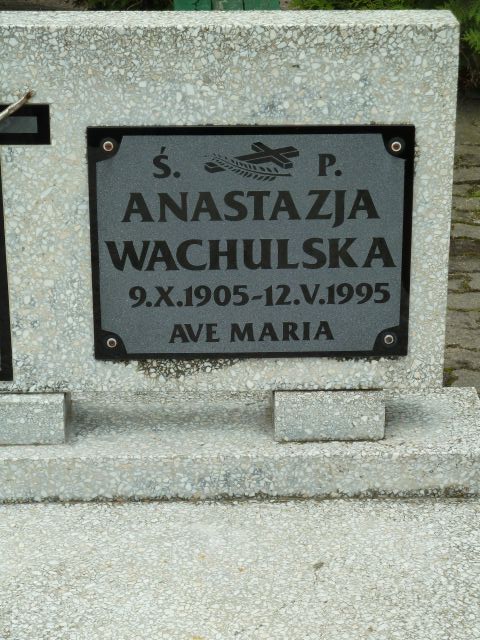 Ś. P.
ANASTAZJA
WACHULSKA
9.X.1905-12.V.1995
AVE MARIA